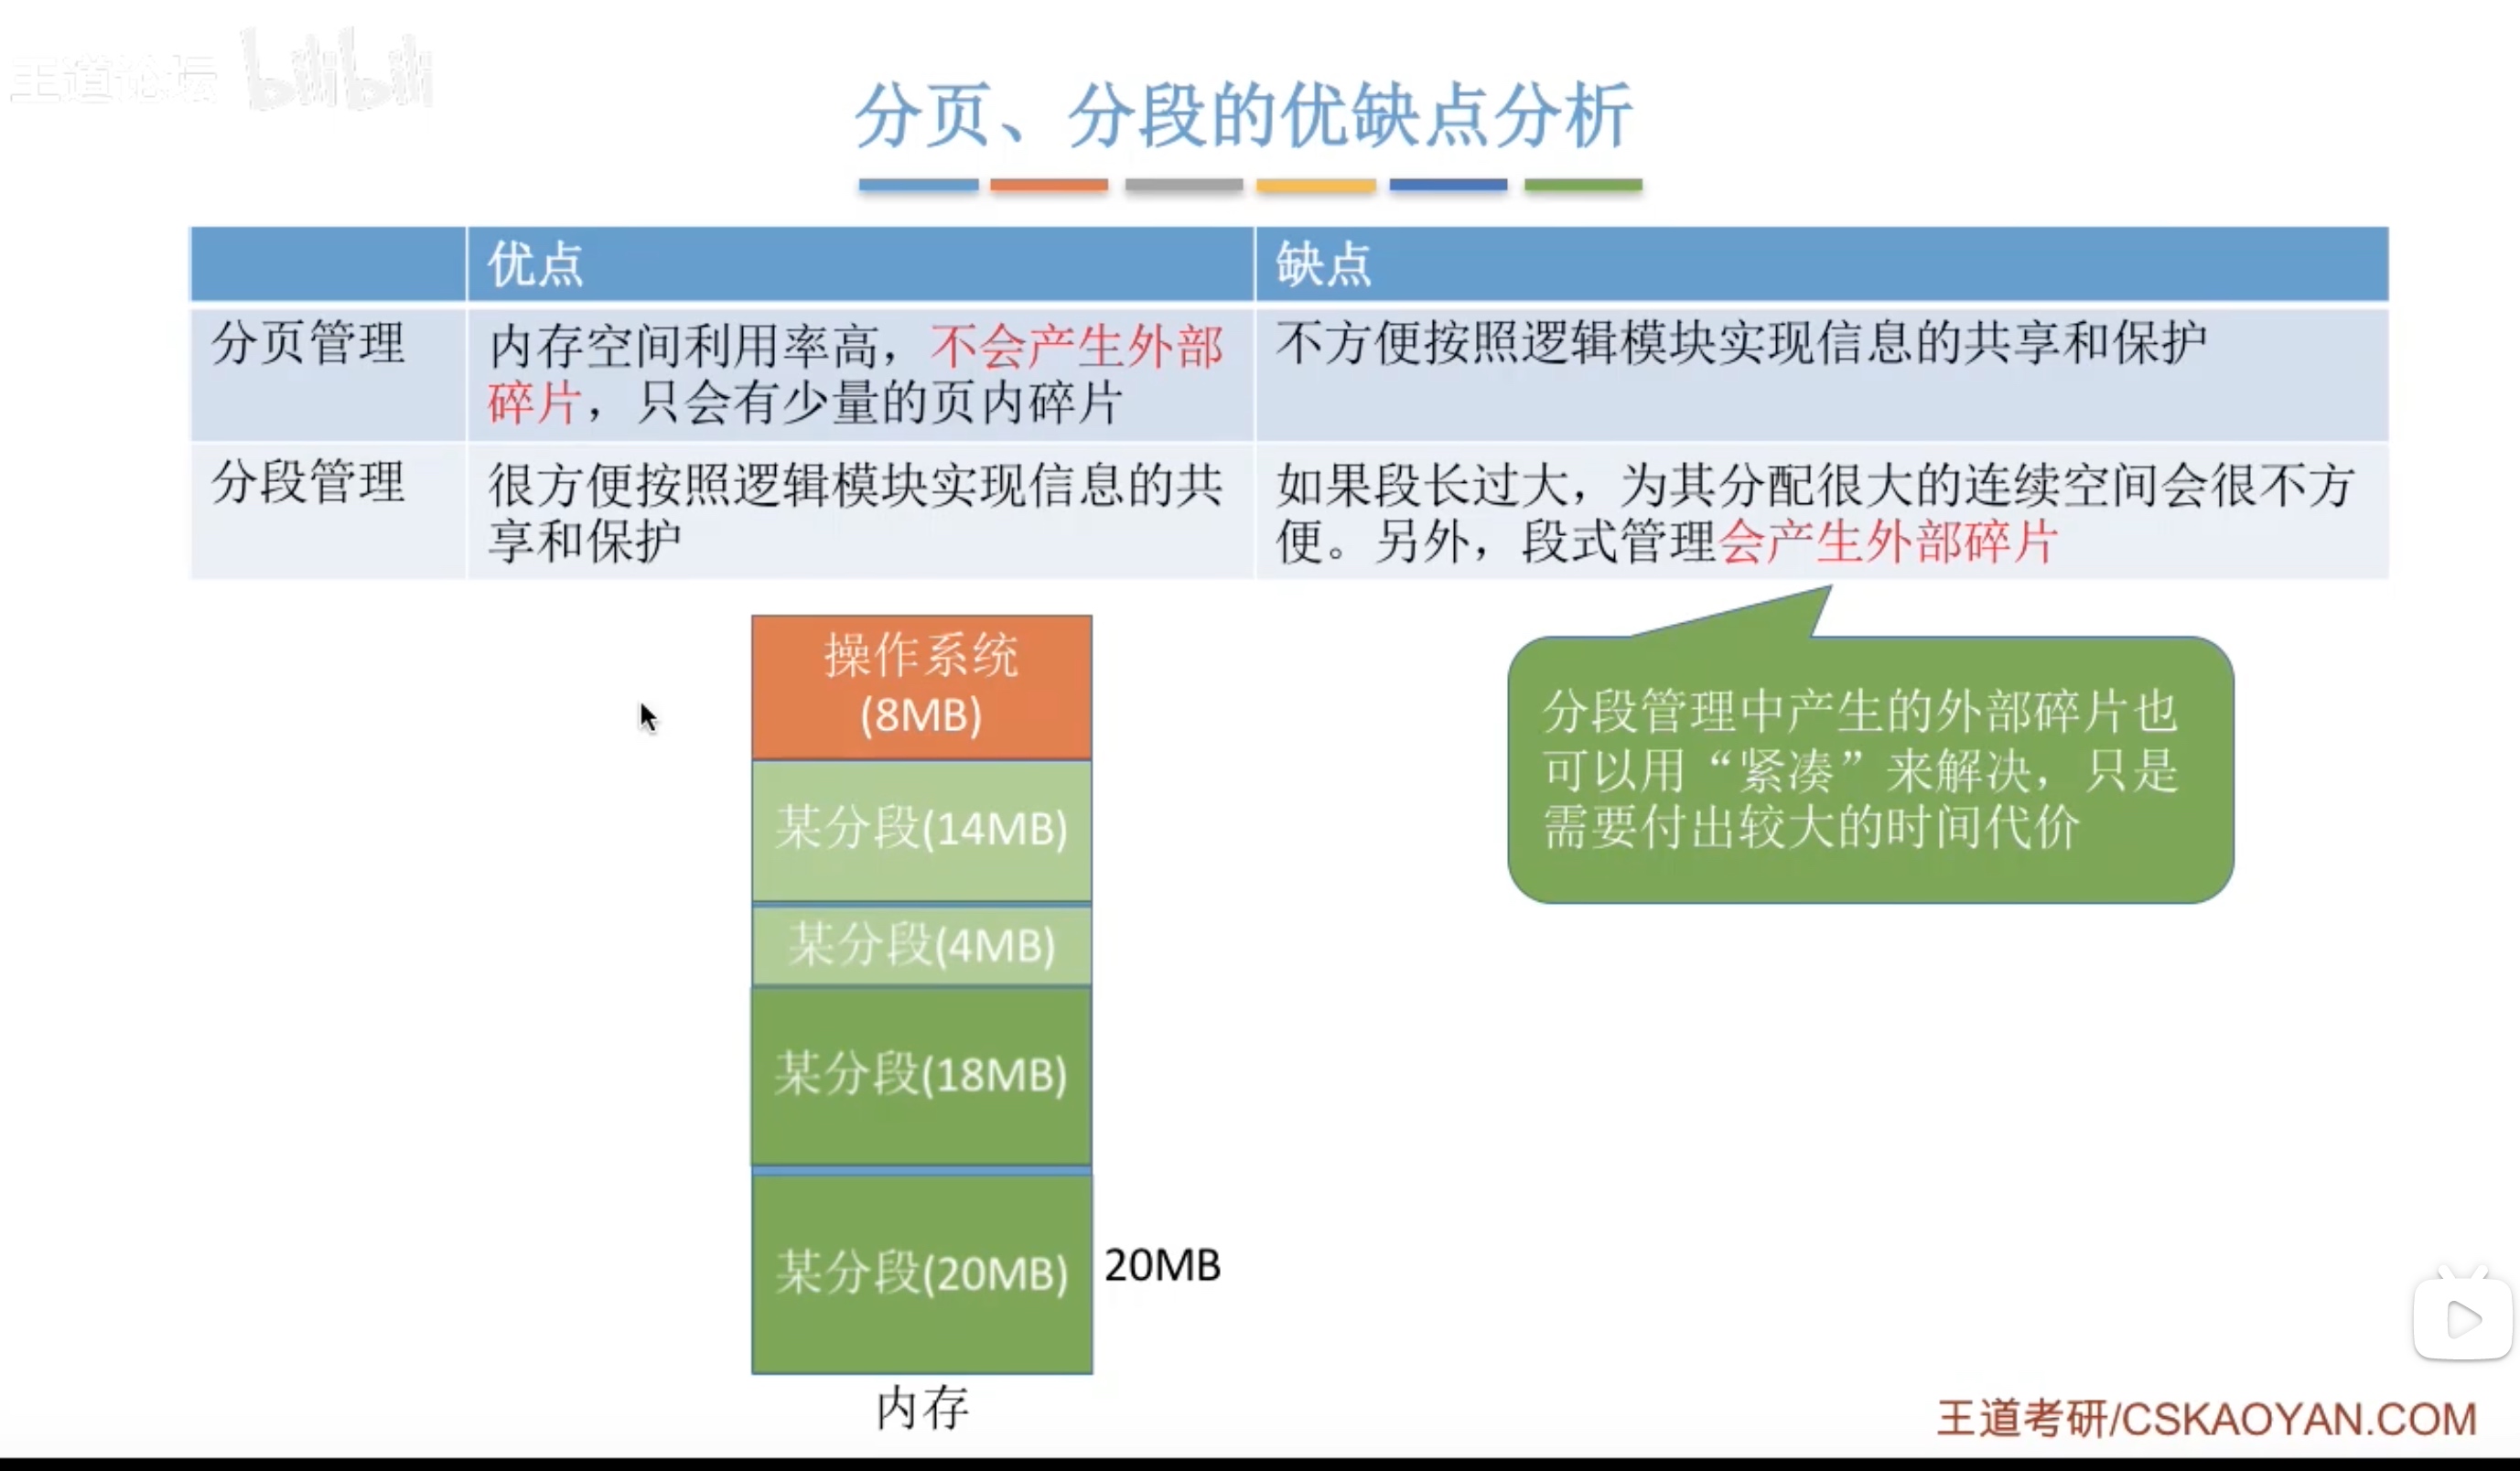 王道论坛 bilibili
分页、分段的优缺点分析
优点 缺点
分页管理 内存空间利用率高，不会产生外部 不方便按照逻辑模块实现信息的共享和保护
碎片，只会有少量的页内碎片
分段管理 很方便按照逻辑模块实现信息的共 如果段长过大，为其分配很大的连续空间会很不方
享和保护 便。另外，段式管理会产生外部碎片
操作系统
(8MB)
某分段(14MB)
某分段(4MB)
某分段(18MB)
某分段(20MB) 20MB
内存
分段管理中产生的外部碎片也
可以用“紧凑”来解决，只是
需要付出较大的时间代价
王道考研/CSKAOYAN.COM